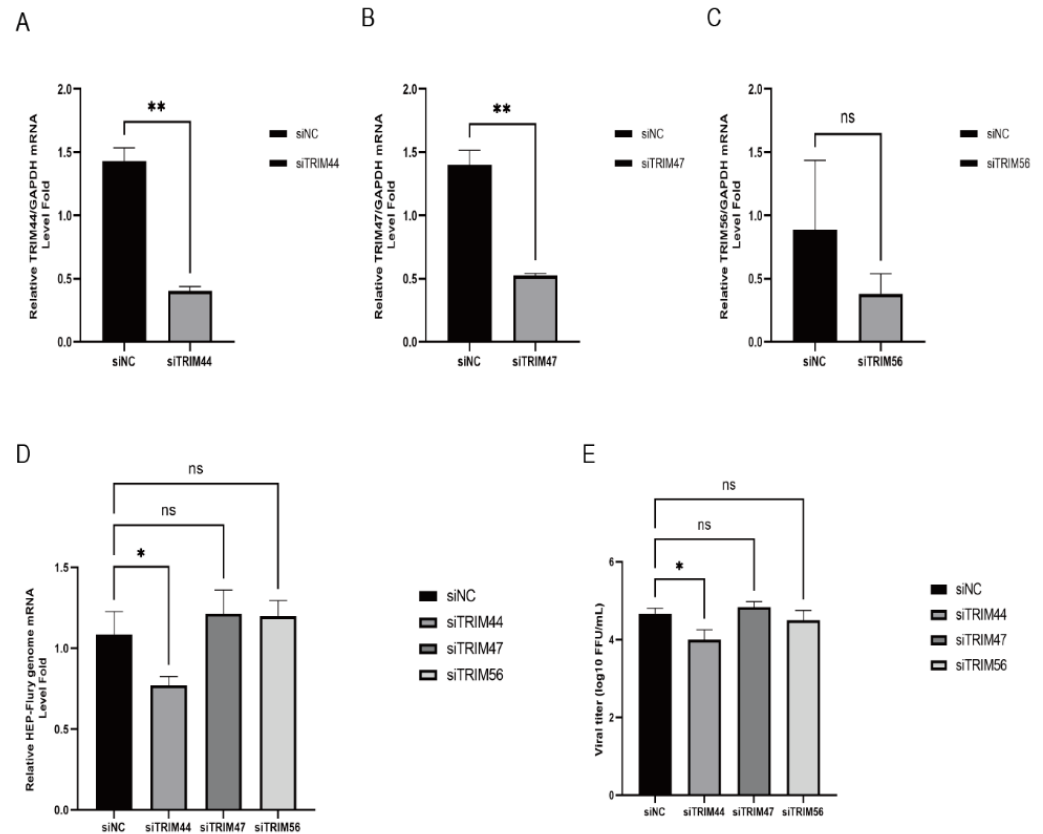 A
B
C
Relative TRIM44/GAPDH mRNA
Level Fold
2.0
1.5
1.0
0.5
0.0
**
siNC
siTRIM44
siNC
siTRIM44
Relative TRIM47/GAPDH mRNA
Level Fold
2.0
1.5
1.0
0.5
0.0
**
siNC
siTRIM47
siNC
siTRIM47
Relative TRIM56/GAPDH mRNA
Level Fold
2.0
1.5
1.0
0.5
0.0
ns
siNC
siTRIM56
siNC
siTRIM56
D
Relative HEP-Flury genome mRNA
Level Fold
1.5
1.0
0.5
0.0
ns
ns
*
siNC
siTRIM44
siTRIM47
siTRIM56
siNC
siTRIM44
siTRIM47
siTRIM56
E
Viral titer (log10 FFU/mL)
6
4
2
0
ns
ns
*
siNC
siTRIM44
siTRIM47
siTRIM56
siNC
siTRIM44
siTRIM47
siTRIM56